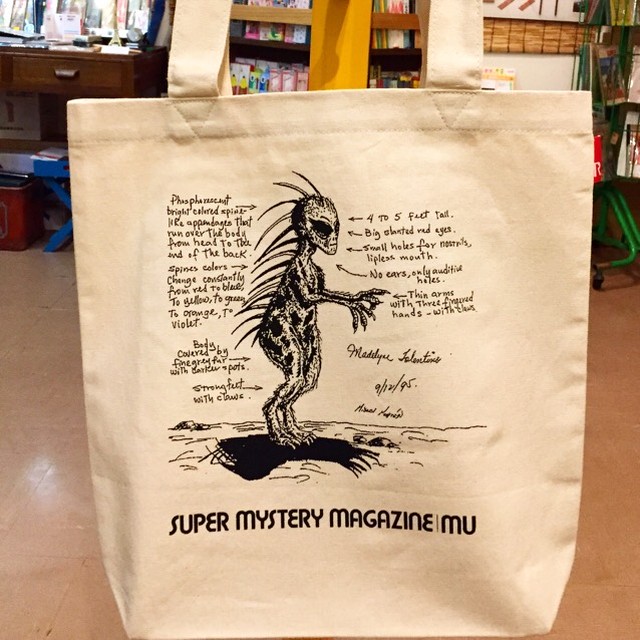 Phosphorescent
bright colored spine-
like appendages that
run over the body
from head to the
end of the back.
Spines colors
Change constantly
from red to blue,
To yellow, to green,
To orange, To
violet.
Body
covered by
fine grey fur
with darker spots.
Strong feet
with claws.
4 TO 5 feet tall.
Big slanted red eyes.
Small holes for nostrils,
lipless mouth.
No ears, only auditive
holes.
Thin arms
with three fingered
hands - with claws.
Madelyne Tolentino
9/12/95.
SUPER MYSTERY MAGAZINE | MU